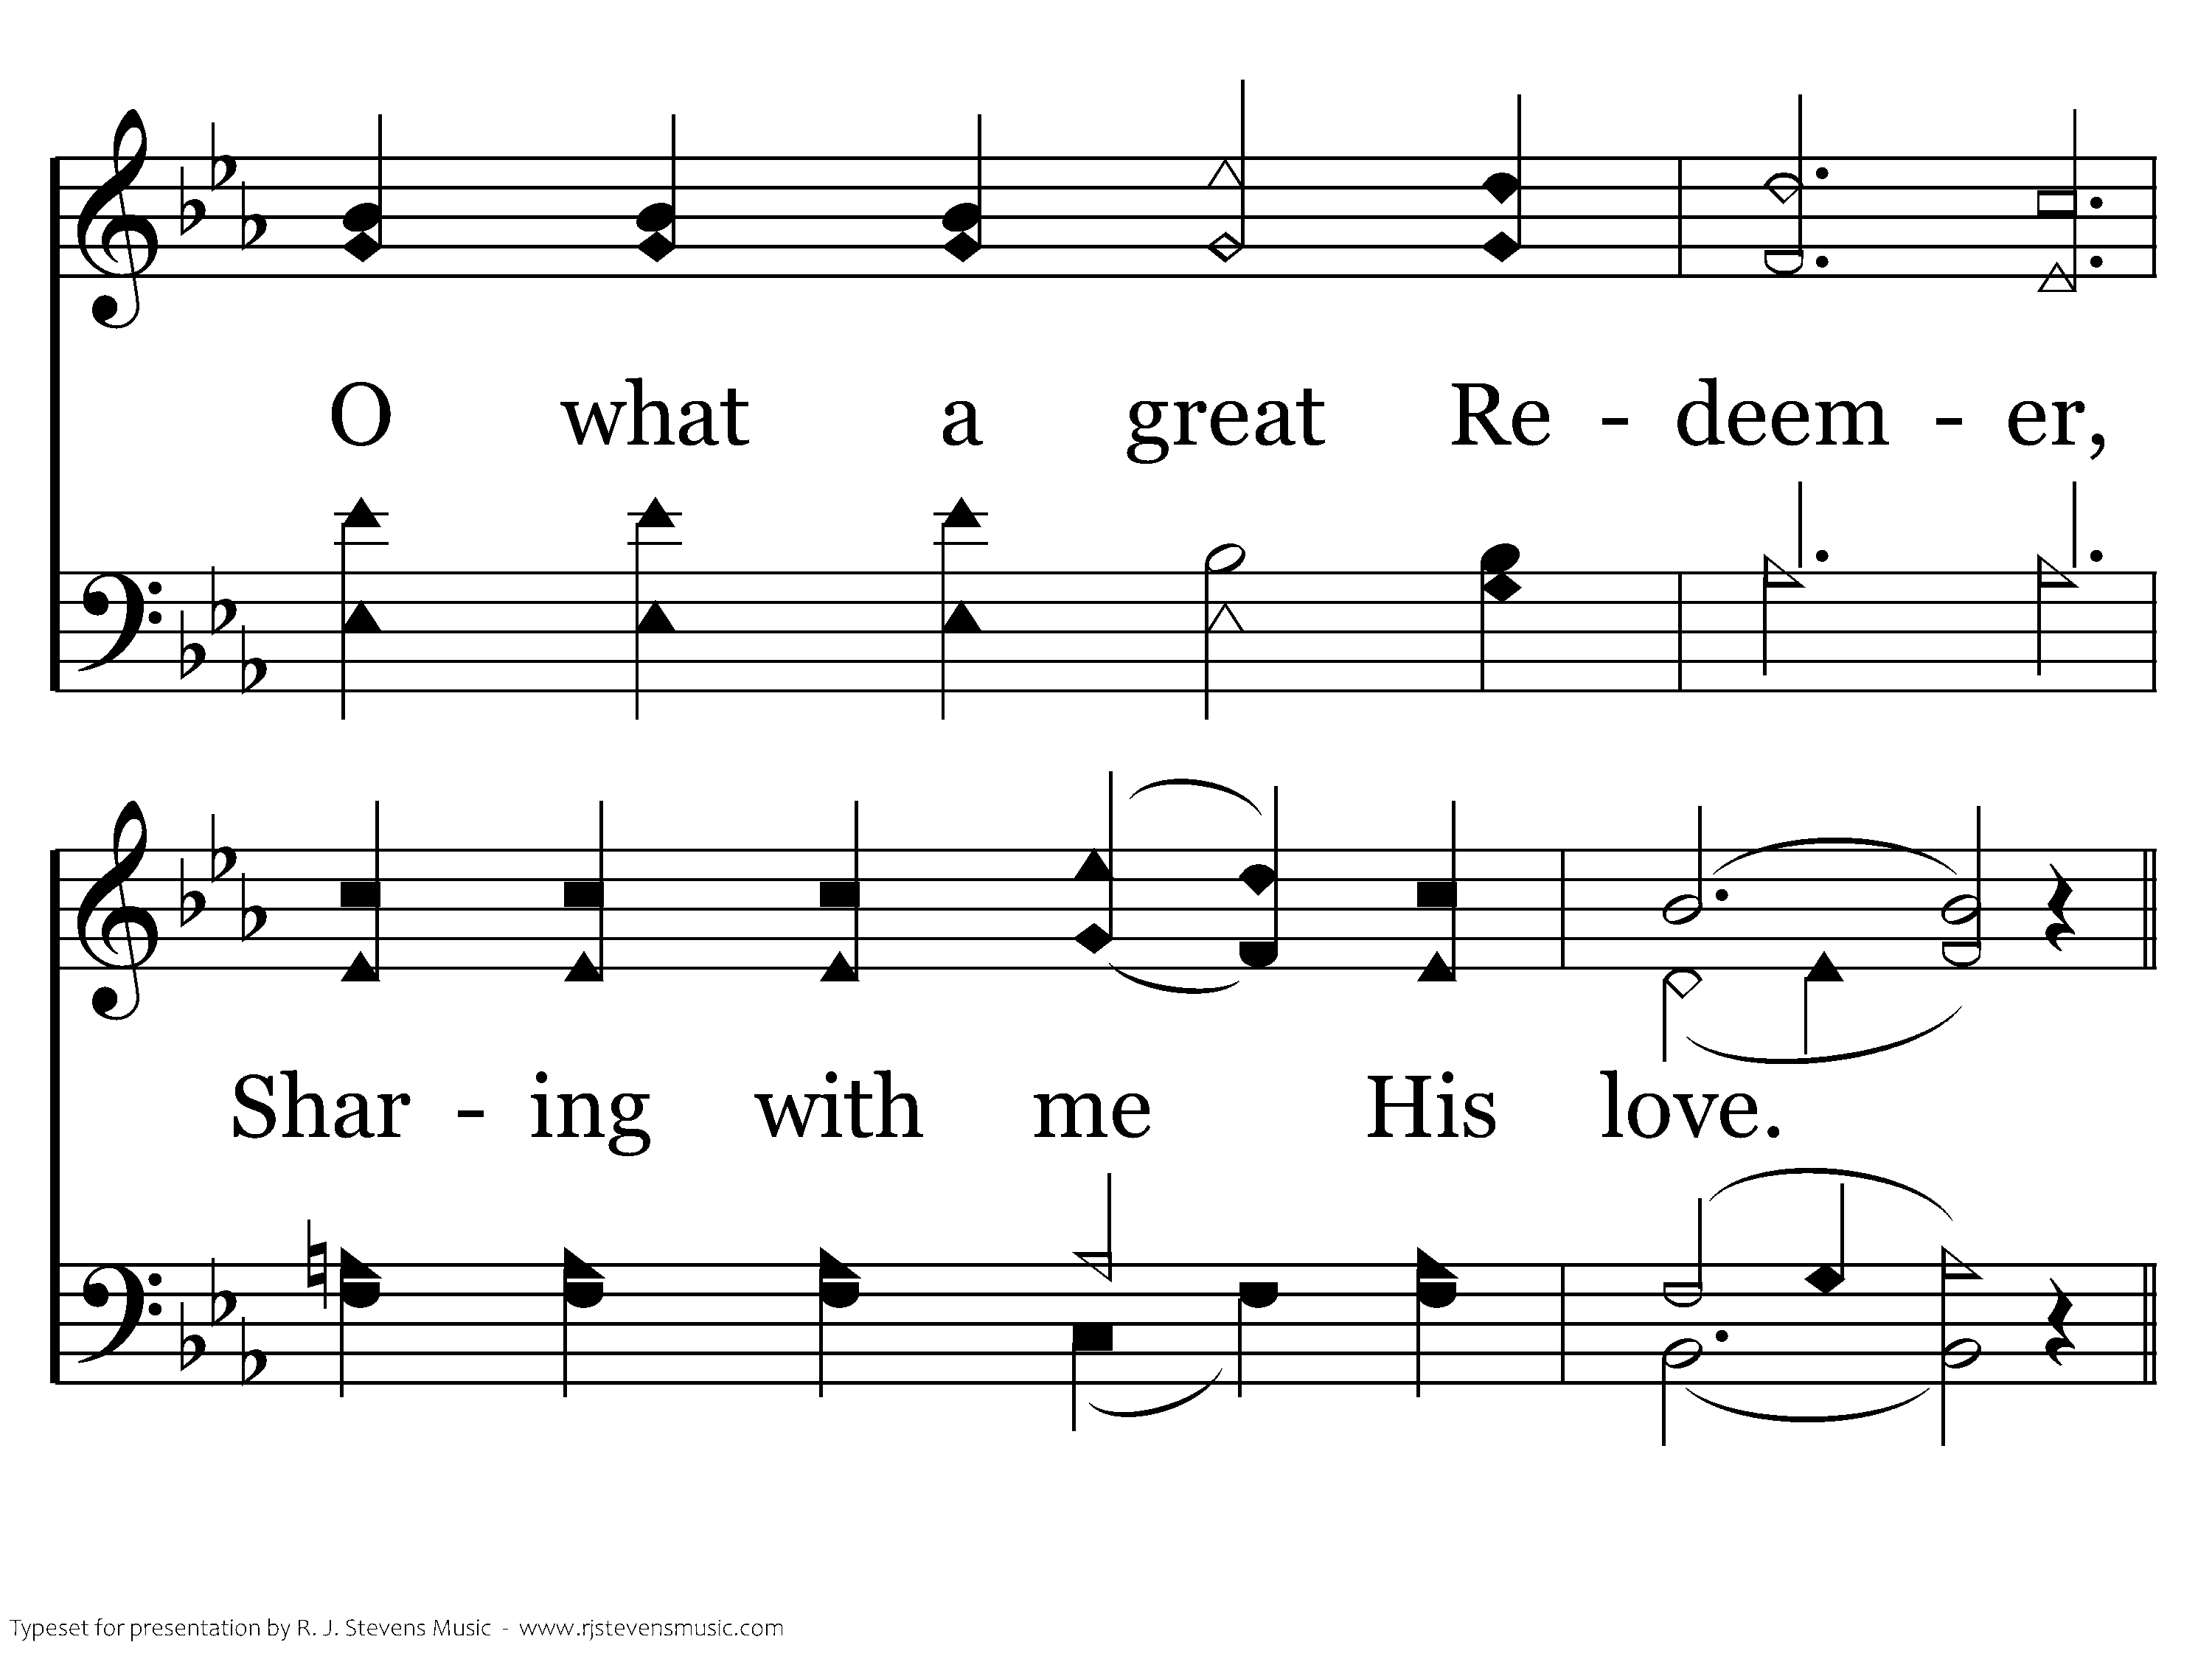 O what a great Re - deem - er,
Shar - ing with me His love.
Typeset for presentation by R. J. Stevens Music - www.rjstevensmusic.com